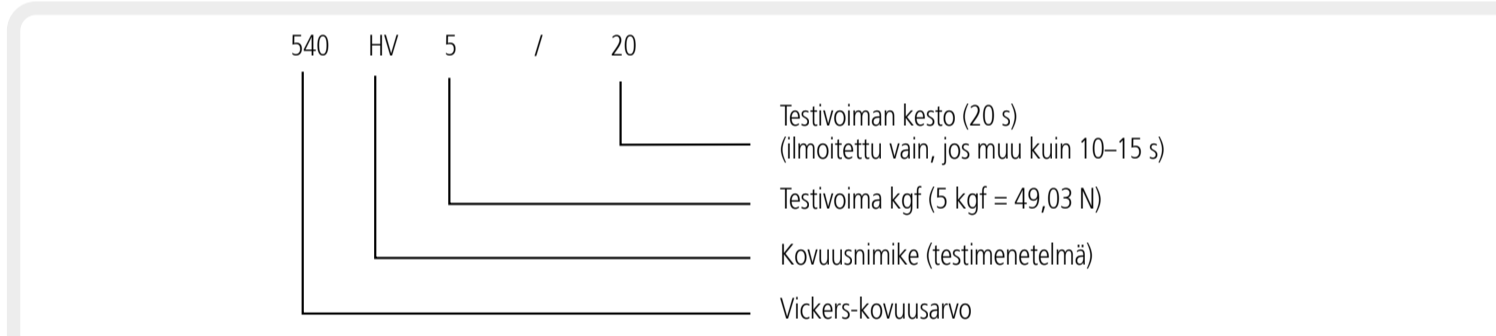 540 HV 5 / 20
Testivoiman kesto (20 s)
(ilmoitettu vain, jos muu kuin 10–15 s)
Testivoima kgf (5 kgf = 49,03 N)
Kovuusnimike (testimenetelmä)
Vickers-kovuusarvo